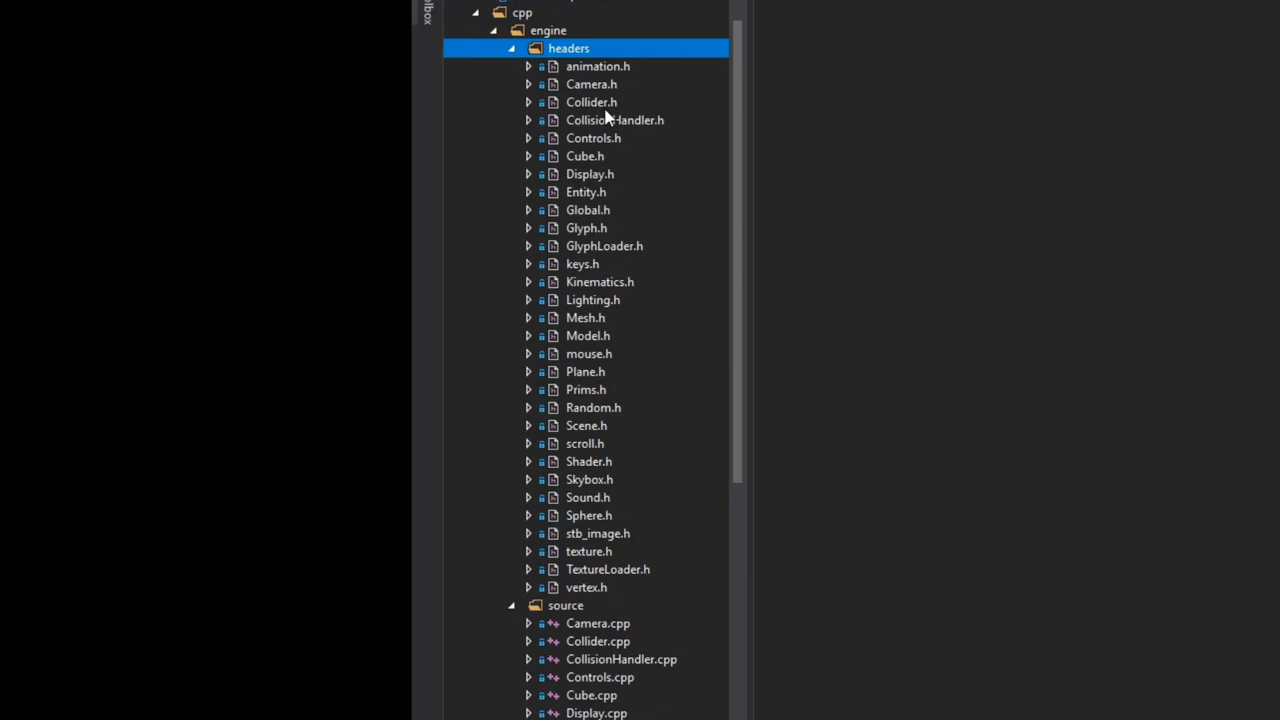 lbox
cpp
engine
headers
animation.h
Camera.h
Collider.h
CollisionHandler.h
Controls.h
Cube.h
Display.h
Entity.h
Global.h
Glyph.h
GlyphLoader.h
keys.h
Kinematics.h
Lighting.h
Mesh.h
Model.h
mouse.h
Plane.h
Prims.h
Random.h
Scene.h
scroll.h
Shader.h
Skybox.h
Sound.h
Sphere.h
stb_image.h
texture.h
TextureLoader.h
vertex.h
source
Camera.cpp
Collider.cpp
CollisionHandler.cpp
Controls.cpp
Cube.cpp
Display.cpp